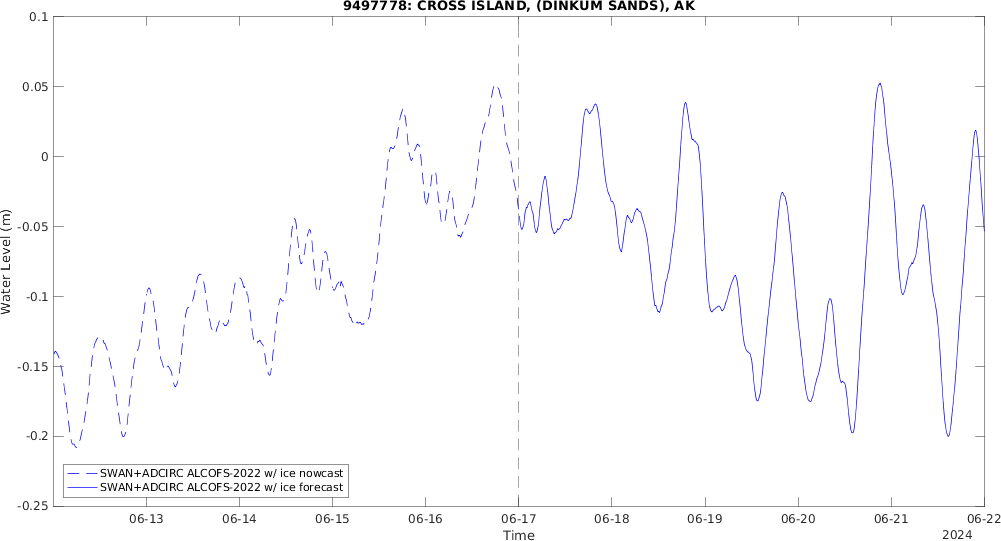 9497778: CROSS ISLAND, (DINKUM SANDS), AK
0.1
0.05
0
-0.05
-0.1
-0.15
-0.2
-0.25
Water Level (m)
SWAN+ADCIRC ALCOFS-2022 w/ ice nowcast
SWAN+ADCIRC ALCOFS-2022 w/ ice forecast
06-13 06-14 06-15 06-16 06-17 06-18 06-19 06-20 06-21 06-22
Time
2024